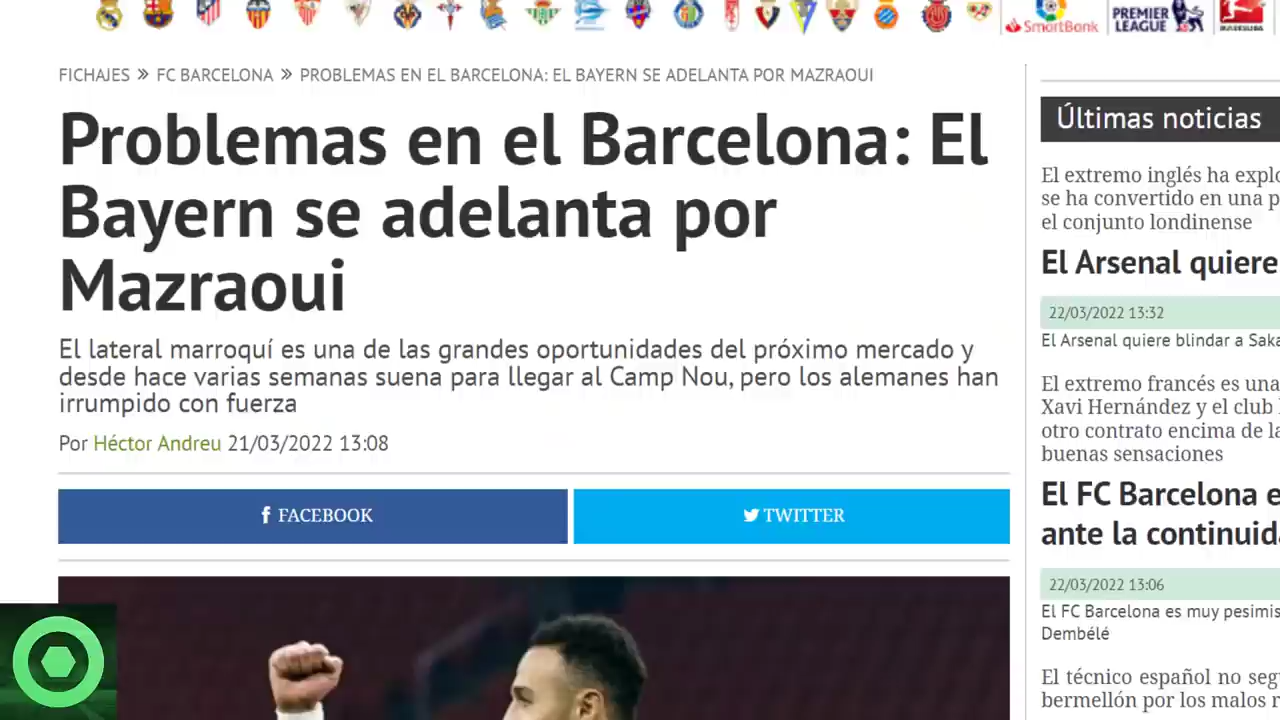 SmartBank
PREMIER
LEAGUE
BUNDESLIGA
FICHAJES » FC BARCELONA » PROBLEMAS EN EL BARCELONA: EL BAYERN SE ADELANTA POR MAZRAOUI
Problemas en el Barcelona: El
Bayern se adelanta por
Mazraoui
El lateral marroquí es una de las grandes oportunidades del próximo mercado y
desde hace varias semanas suena para llegar al Camp Nou, pero los alemanes han
irrumpido con fuerza
Por Héctor Andreu 21/03/2022 13:08
FACEBOOK
TWITTER
Últimas noticias
El extremo inglés ha explo
se ha convertido en una p
el conjunto londinense
El Arsenal quiere
22/03/2022 13:32
El Arsenal quiere blindar a Saka
El extremo francés es una
Xavi Hernández y el club
otro contrato encima de la
buenas sensaciones
El FC Barcelona e
ante la continuida
22/03/2022 13:06
El FC Barcelona es muy pesimis
Dembélé
El técnico español no seg
bermellón por los malos r